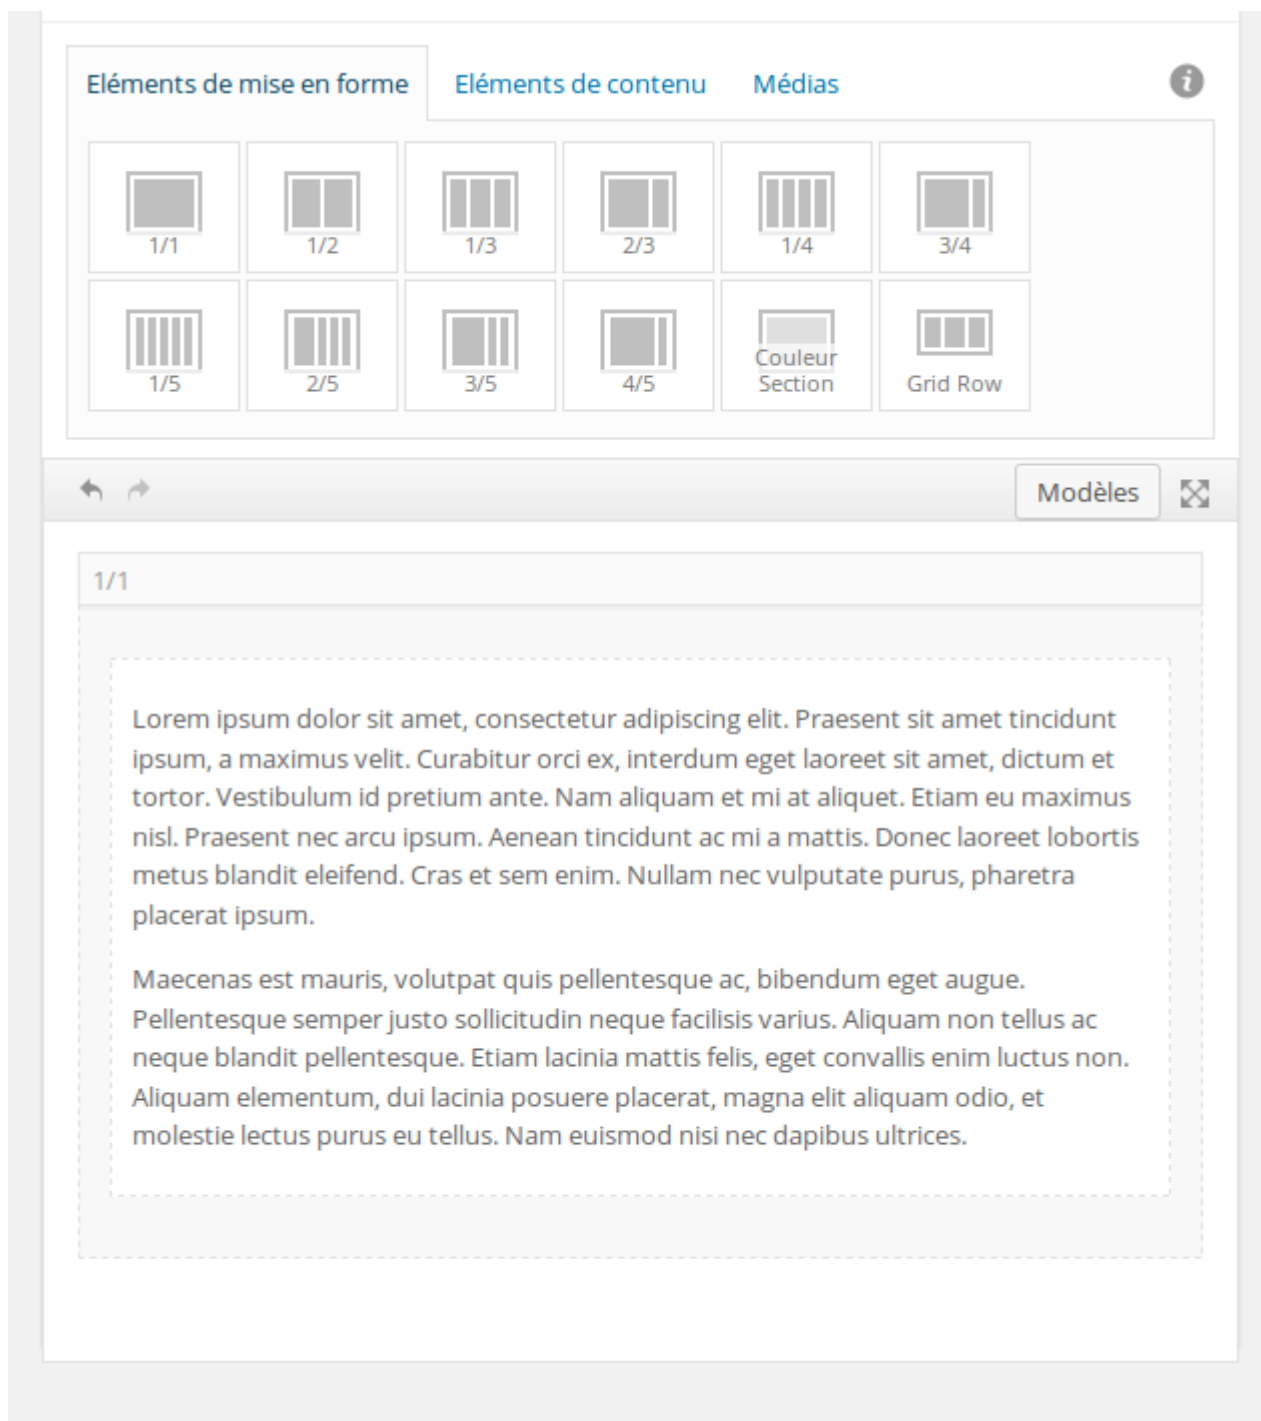 Eléments de mise en forme
Eléments de contenu
Médias
1/1
1/2
1/3
2/3
1/4
3/4
1/5
2/5
3/5
4/5
Couleur
Section
Grid Row
Modèles
1/1
Lorem ipsum dolor sit amet, consectetur adipiscing elit. Praesent sit amet tincidunt
ipsum, a maximus velit. Curabitur orci ex, interdum eget laoreet sit amet, dictum et
tortor. Vestibulum id pretium ante. Nam aliquam et mi at aliquet. Etiam eu maximus
nisl. Praesent nec arcu ipsum. Aenean tincidunt ac mi a mattis. Donec laoreet lobortis
metus blandit eleifend. Cras et sem enim. Nullam nec vulputate purus, pharetra
placerat ipsum.
Maecenas est mauris, volutpat quis pellentesque ac, bibendum eget augue.
Pellentesque semper justo sollicitudin neque facilisis varius. Aliquam non tellus ac
neque blandit pellentesque. Etiam lacinia mattis felis, eget convallis enim luctus non.
Aliquam elementum, dui lacinia posuere placerat, magna elit aliquam odio, et
molestie lectus purus eu tellus. Nam euismod nisi nec dapibus ultrices.